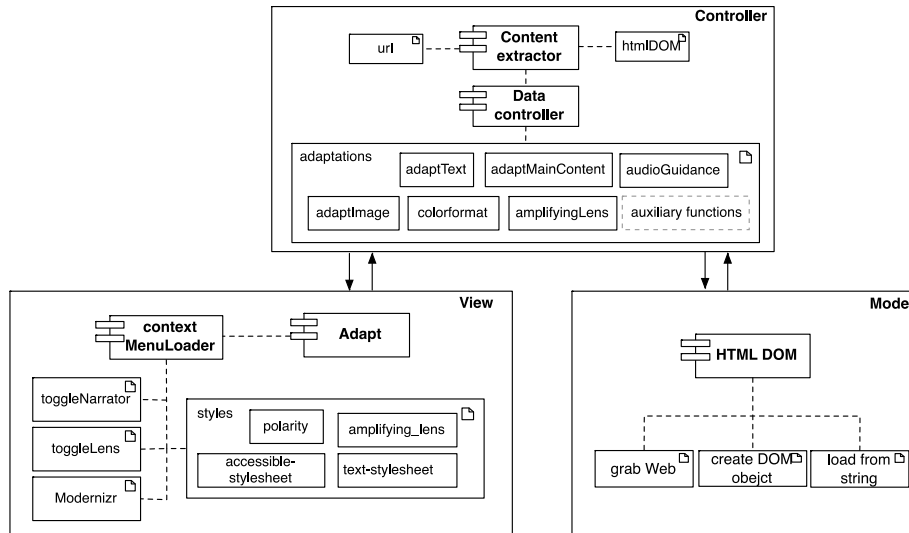 Controller
url
Content
extractor
htmlDOM
Data
controller
adaptations
adaptText
adaptMainContent
audioGuidance
adaptImage
colorformat
amplifyingLens
auxiliary functions
View
context
MenuLoader
Adapt
toggleNarrator
toggleLens
Modernizr
styles
polarity
amplifying_lens
accessible-
stylesheet
text-stylesheet
Mode
HTML DOM
grab Web
create DOM
obejct
load from
string